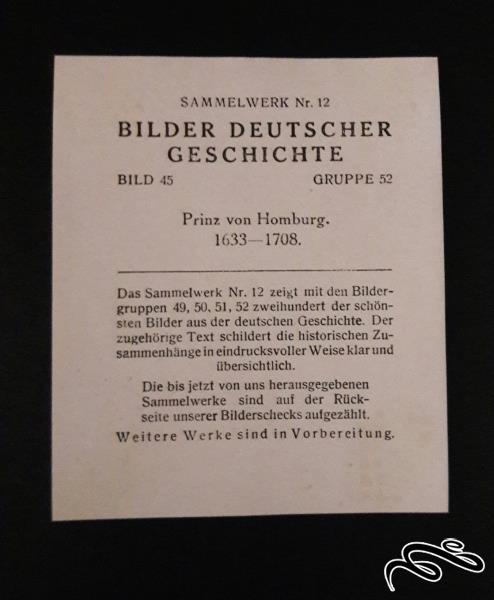 SAMMELWERK Nr. 12
BILDER DEUTSCHER
GESCHICHTE
BILD 45 GRUPPE 52
Prinz von Homburg.
1633—1708.
Das Sammelwerk Nr. 12 zeigt mit den Bilder-
gruppen 49, 50, 51, 52 zweihundert der schön-
sten Bilder aus der deutschen Geschichte. Der
zugehörige Text schildert die historischen Zu-
sammenhänge in eindrucksvoller Weise klar und
übersichtlich.
Die bis jetzt von uns herausgegebenen
Sammelwerke sind auf der Rück-
seite unserer Bilderschecks aufgezählt.
Weitere Werke sind in Vorbereitung.